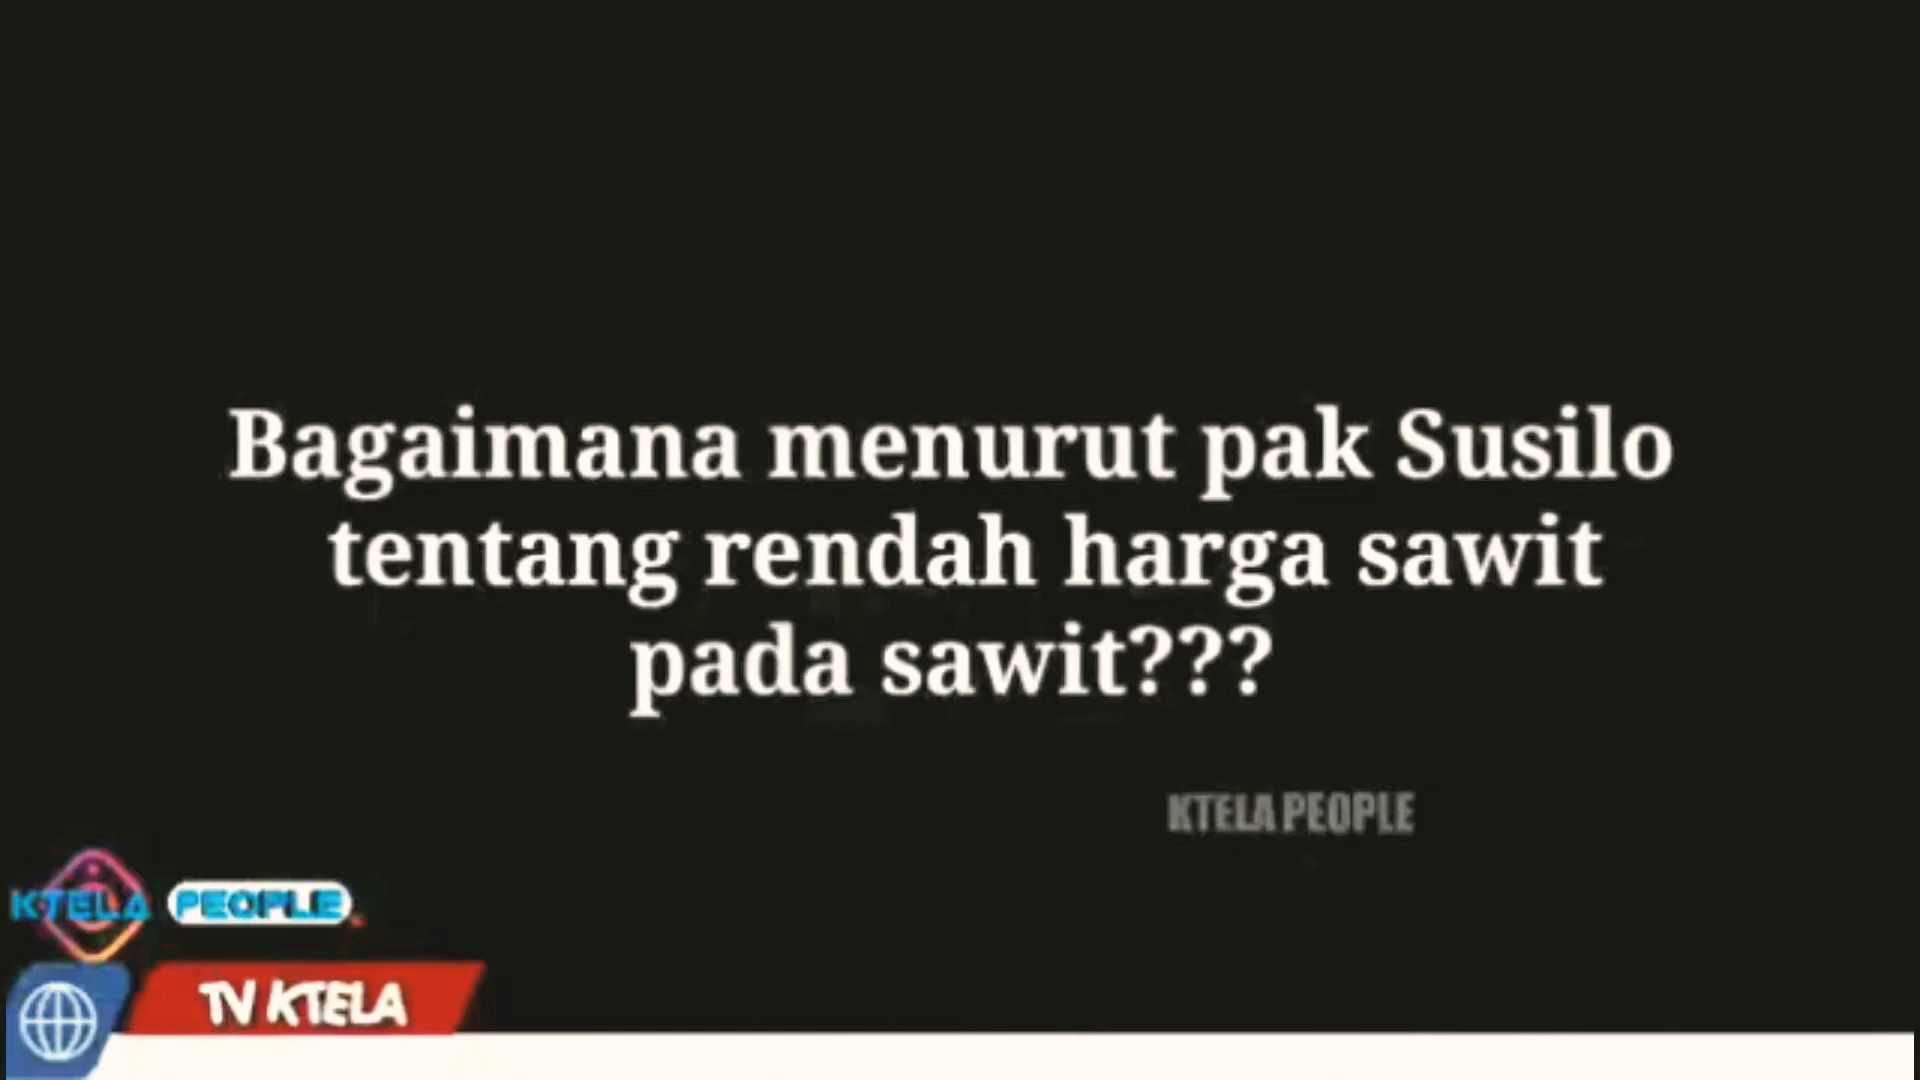 Bagaimana menurut pak Susilo
tentang rendah harga sawit
pada sawit???
KTELA PEOPLE
KTELA PEOPLE
TV KTELA